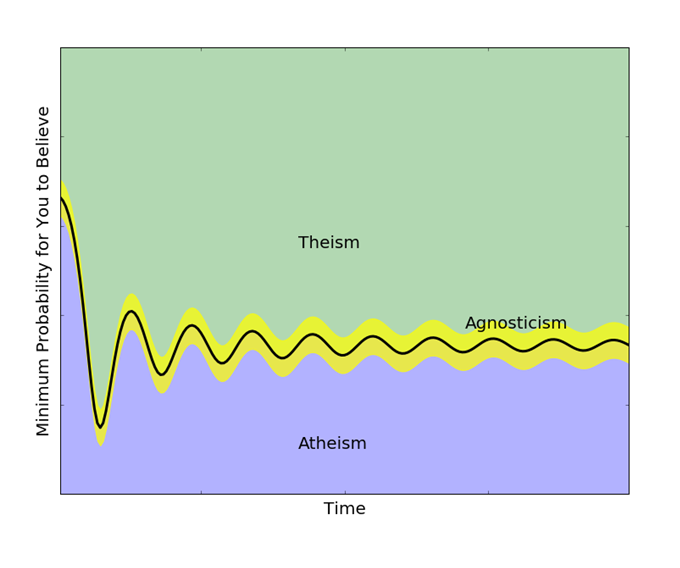 Minimum Probability for You to Believe
Theism
Agnosticism
Atheism
Time